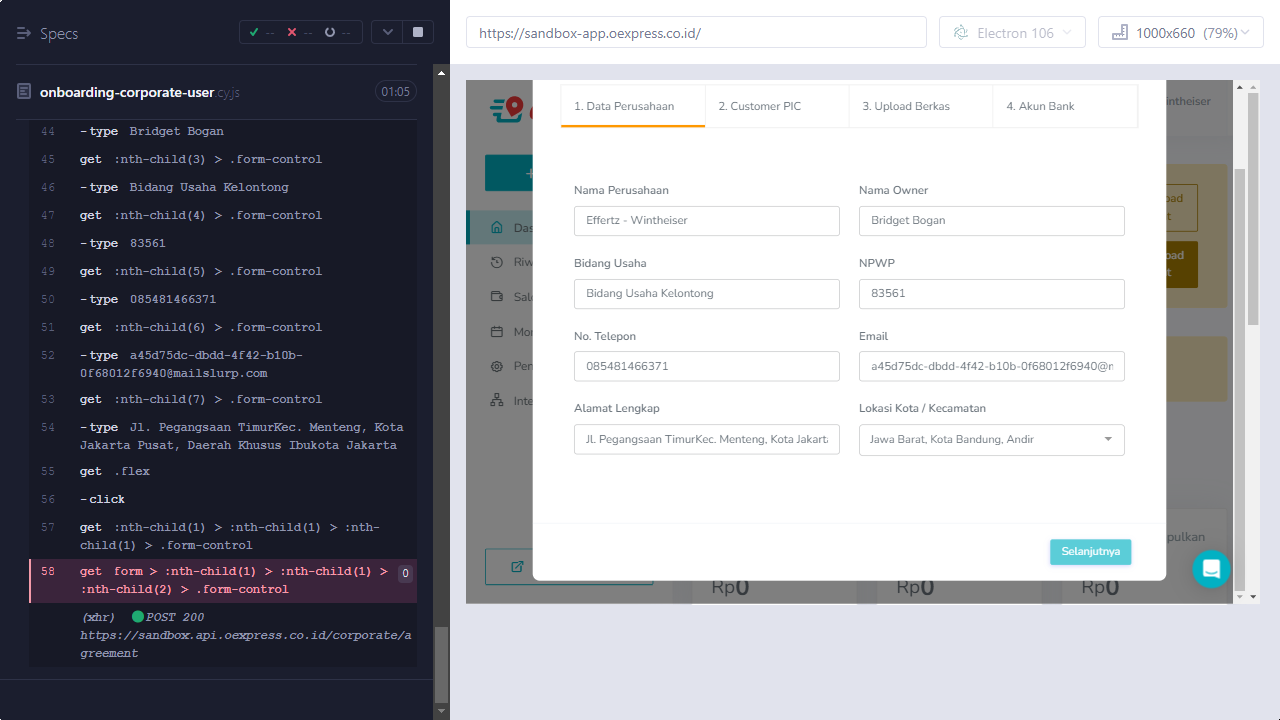 Specs
-- -- --
onboarding-corporate-user.cy.js
01:05
44 -type Bridget Bogan
45 get :nth-child(3) > .form-control
46 -type Bidang Usaha Kelontong
47 get :nth-child(4) > .form-control
48 -type 83561
49 get :nth-child(5) > .form-control
50 -type 085481466371
51 get :nth-child(6) > .form-control
52 -type a45d75dc-dbdd-4f42-b10b-
0f68012f6940@mailslurp.com
53 get :nth-child(7) > .form-control
54 -type Jl. Pegangsaan TimurKec. Menteng, Kota
Jakarta Pusat, Daerah Khusus Ibukota Jakarta
55 get .flex
56 -click
57 get :nth-child(1) > :nth-child(1) > :nth-
child(1) > .form-control
58 get form > :nth-child(1) > :nth-child(1) > 0
:nth-child(2) > .form-control
(xhr) POST 200
https://sandbox.api.oexpress.co.id/corporate/a
greement
https://sandbox-app.oexpress.co.id/
Electron 106
1000x660 (79%)
1. Data Perusahaan
2. Customer PIC
3. Upload Berkas
4. Akun Bank
Nama Perusahaan
Effertz - Wintheiser
Nama Owner
Bridget Bogan
Bidang Usaha
Bidang Usaha Kelontong
NPWP
83561
No. Telepon
085481466371
Email
a45d75dc-dbdd-4f42-b10b-0f68012f6940@n
Alamat Lengkap
Jl. Pegangsaan TimurKec. Menteng, Kota Jakarta
Lokasi Kota / Kecamatan
Jawa Barat, Kota Bandung, Andir
Selanjutnya
+
Das
Riw
Sal
Mor
Per
Inte
Rp0
Rp0
Rp0